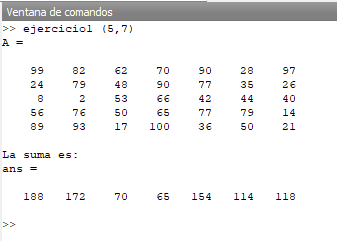 Ventana de comandos
>> ejercicio1 (5,7)
A =
99 82 62 70 90 28 97
24 79 48 90 77 35 26
8 2 53 66 42 44 40
56 76 50 65 77 79 14
89 93 17 100 36 50 21
La suma es:
ans =
188 172 70 65 154 114 118
>>